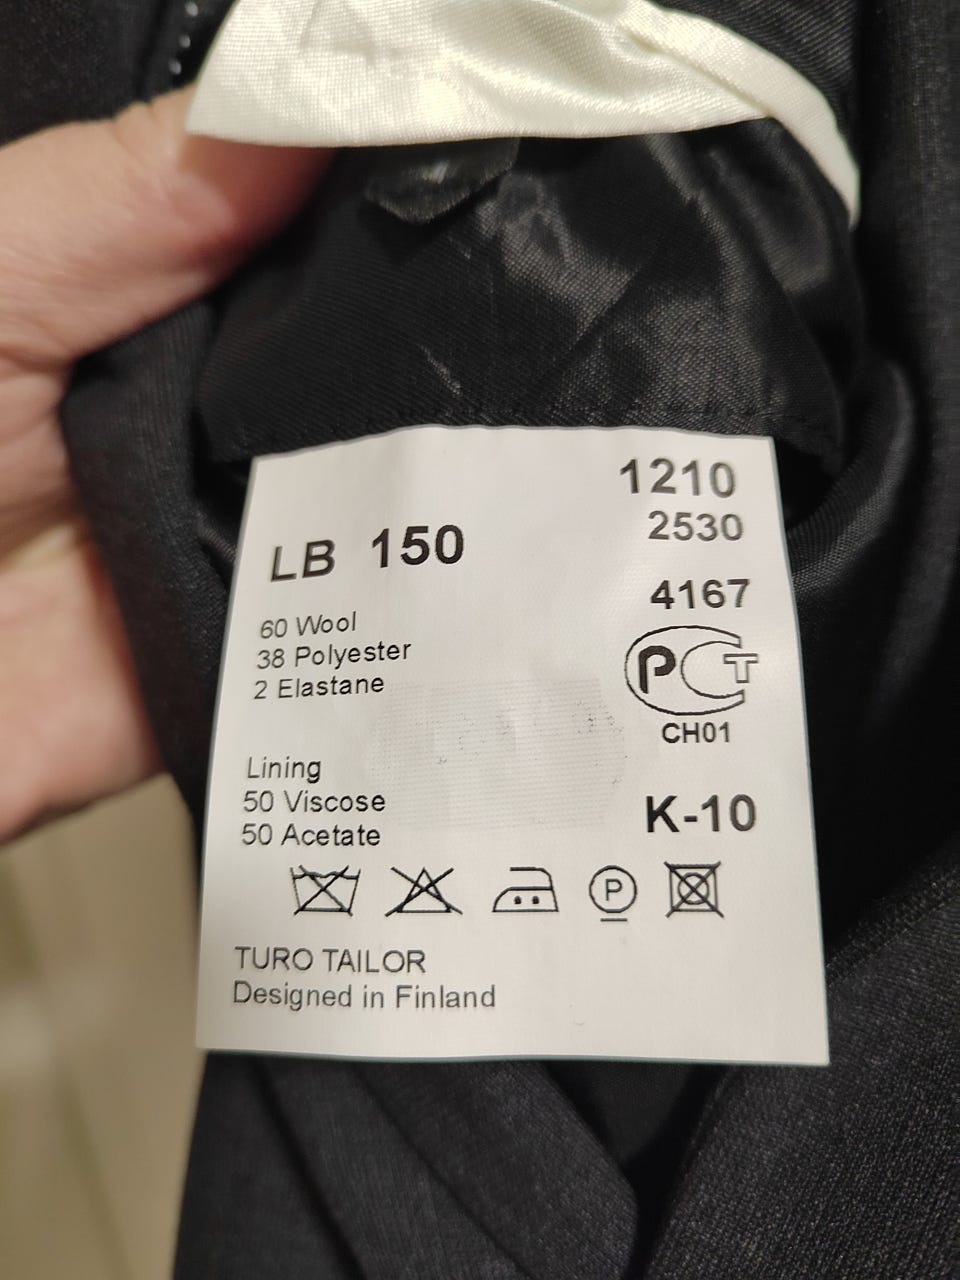 1210
2530
LB 150
4167
60 Wool
38 Polyester
2 Elastane
РСТ
CH01
Lining
50 Viscose
50 Acetate
K-10
P
TURO TAILOR
Designed in Finland